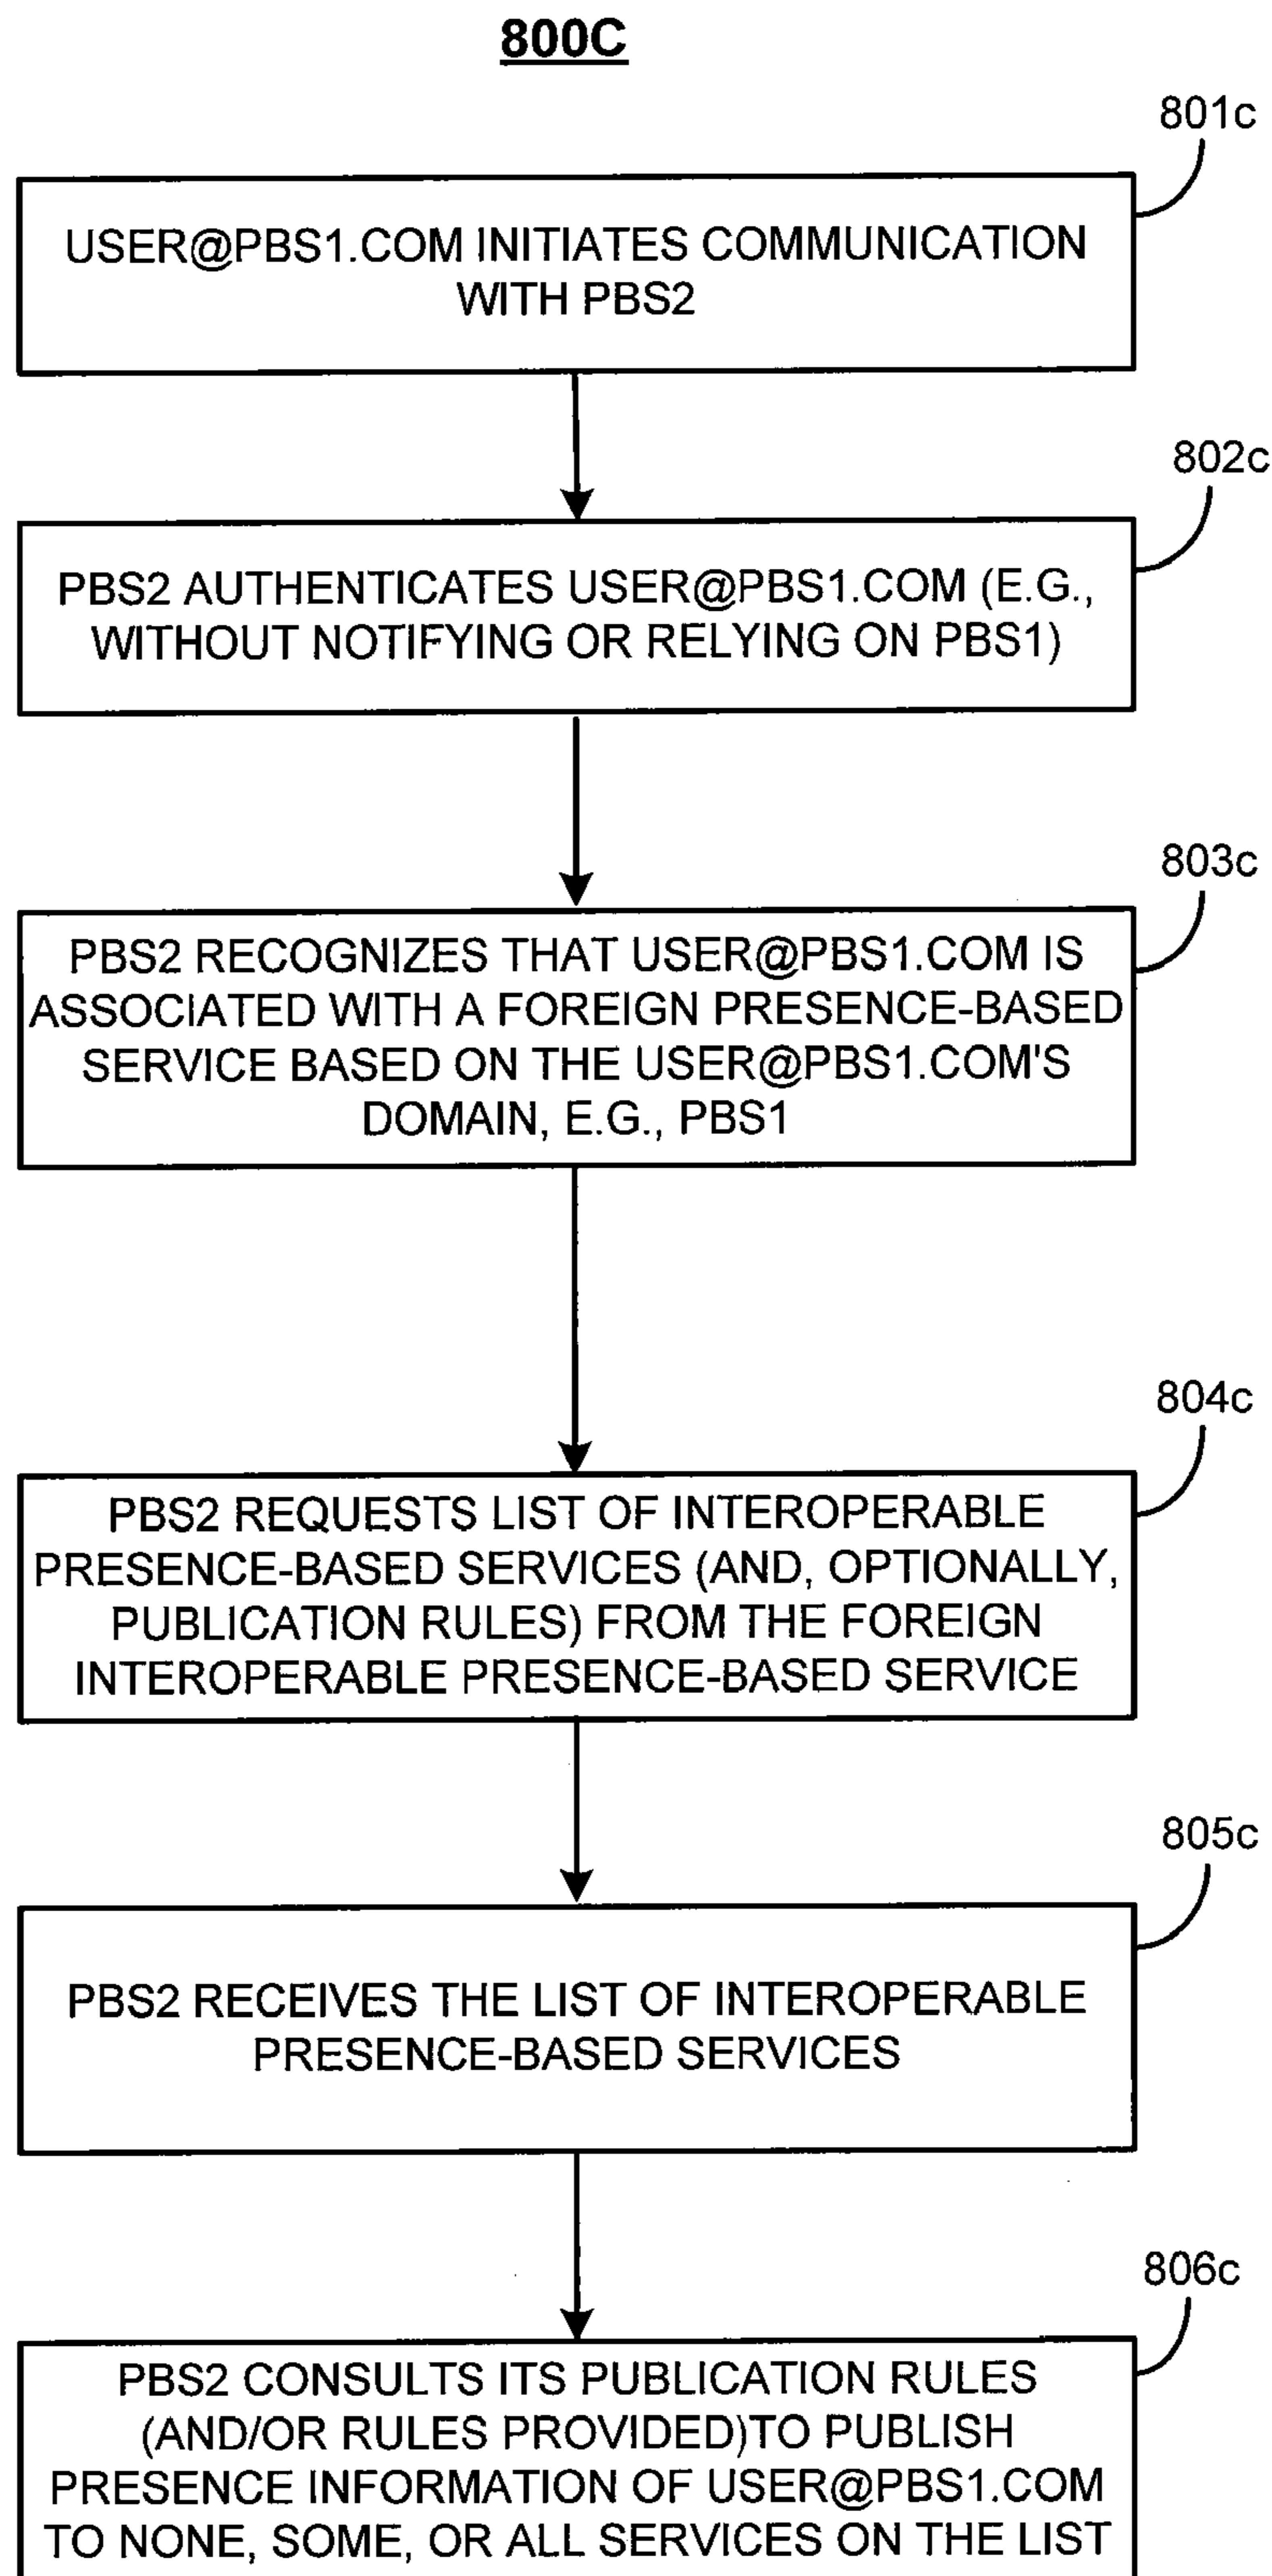 800C
801c
USER@PBS1.COM INITIATES COMMUNICATION
WITH PBS2
802c
PBS2 AUTHENTICATES USER@PBS1.COM (E.G.,
WITHOUT NOTIFYING OR RELYING ON PBS1)
803c
PBS2 RECOGNIZES THAT USER@PBS1.COM IS
ASSOCIATED WITH A FOREIGN PRESENCE-BASED
SERVICE BASED ON THE USER@PBS1.COM'S
DOMAIN, E.G., PBS1
804c
PBS2 REQUESTS LIST OF INTEROPERABLE
PRESENCE-BASED SERVICES (AND, OPTIONALLY,
PUBLICATION RULES) FROM THE FOREIGN
INTEROPERABLE PRESENCE-BASED SERVICE
805c
PBS2 RECEIVES THE LIST OF INTEROPERABLE
PRESENCE-BASED SERVICES
806c
PBS2 CONSULTS ITS PUBLICATION RULES
(AND/OR RULES PROVIDED)TO PUBLISH
PRESENCE INFORMATION OF USER@PBS1.COM
TO NONE, SOME, OR ALL SERVICES ON THE LIST